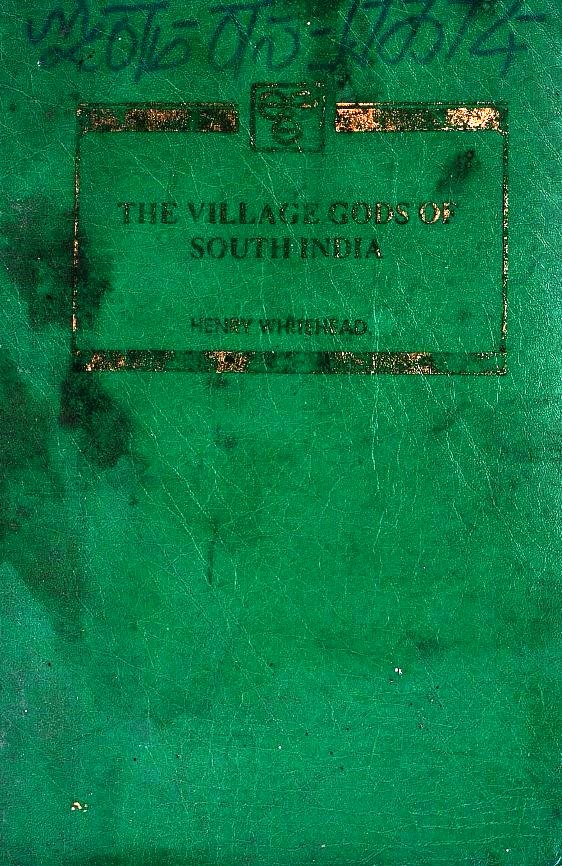 THE VILLAGE GODS OF
SOUTH INDIA
HENRY WHITEHEAD